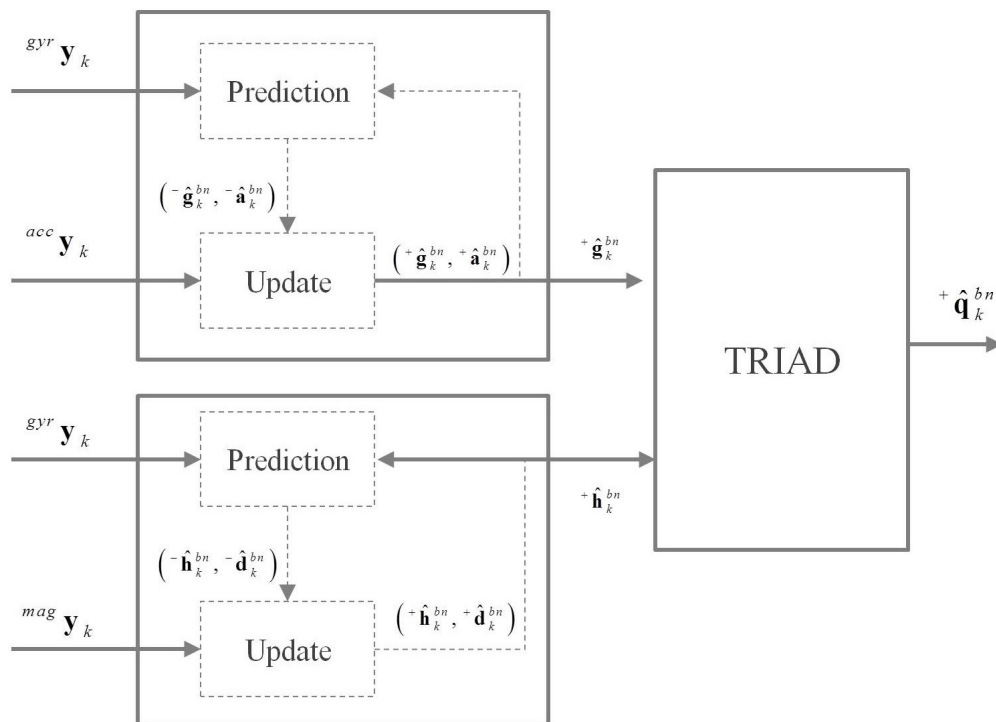 gyr y k
Prediction
(⁻ĝ k bn, ⁻â k bn)
acc y k
Update
(⁺ĝ k bn, ⁺â k bn)
⁺ĝ k bn
TRIAD
⁺q̂ k bn
gyr y k
Prediction
⁺ĥ k bn
(⁻ĥ k bn, ⁻d̂ k bn)
mag y k
Update
(⁺ĥ k bn, ⁺d̂ k bn)